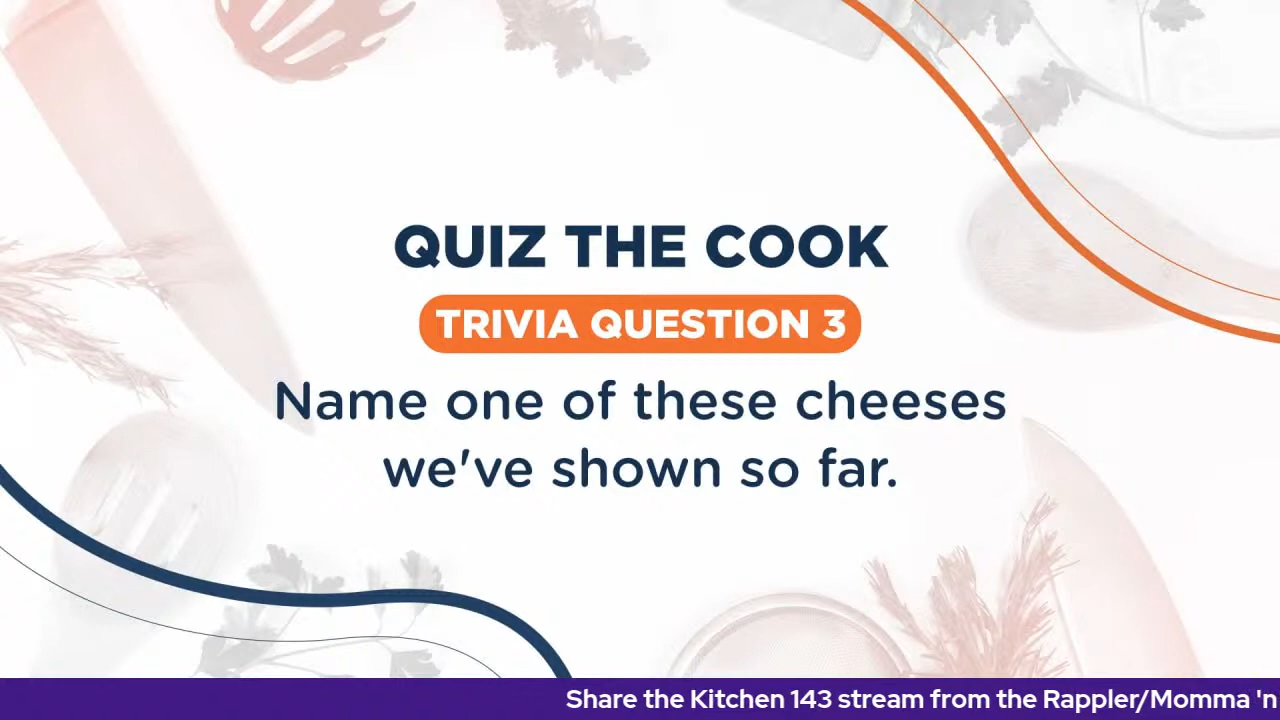 QUIZ THE COOK
TRIVIA QUESTION 3
Name one of these cheeses
we've shown so far.
Share the Kitchen 143 stream from the Rappler/Momma 'n